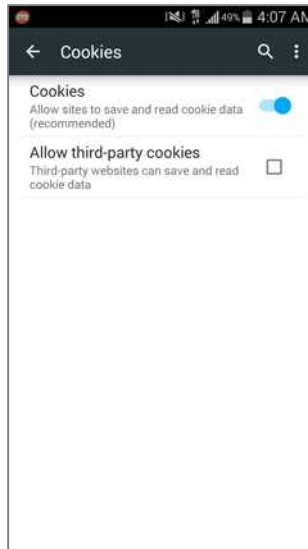 49% 4:07 AM
Cookies
Cookies
Allow sites to save and read cookie data
(recommended)
Allow third-party cookies
Third-party websites can save and read
cookie data